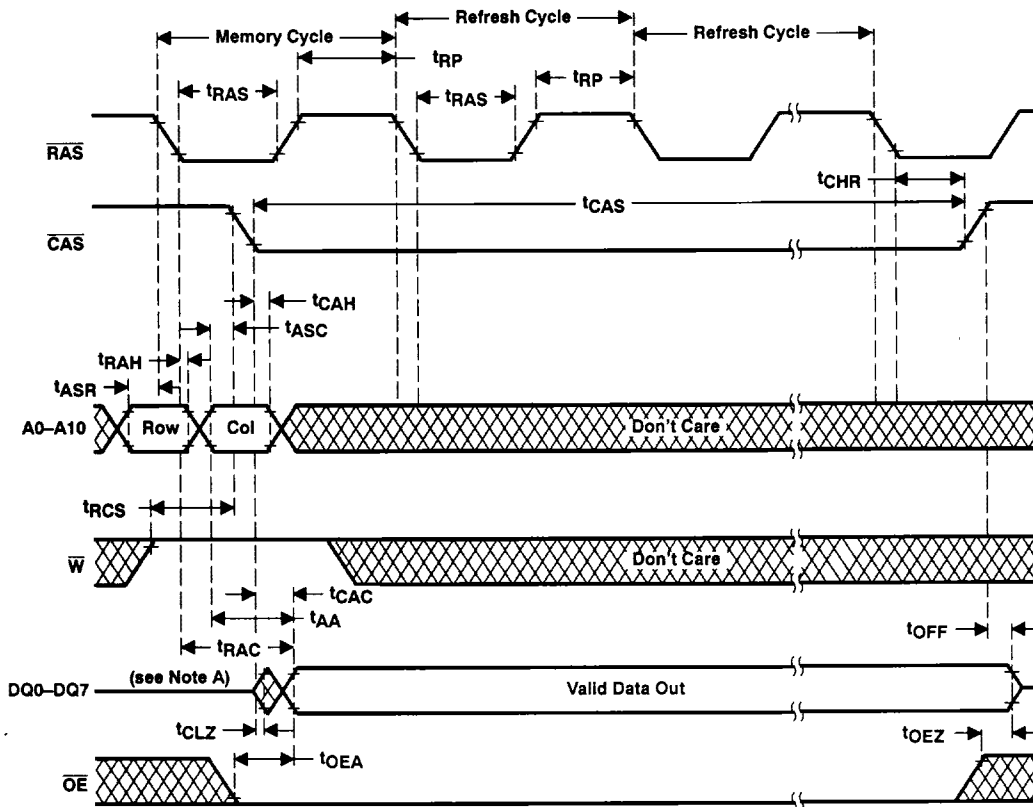 Refresh Cycle
Memory Cycle
Refresh Cycle
tRP
tRAS
tRAS
tRP
RAS
tCHR
tCAS
CAS
tCAH
tASC
tRAH
tASR
A0–A10
Row
Col
Don't Care
tRCS
W
Don't Care
tCAC
tAA
tRAC
tOFF
(see Note A)
DQ0–DQ7
Valid Data Out
tCLZ
tOEA
tOEZ
OE